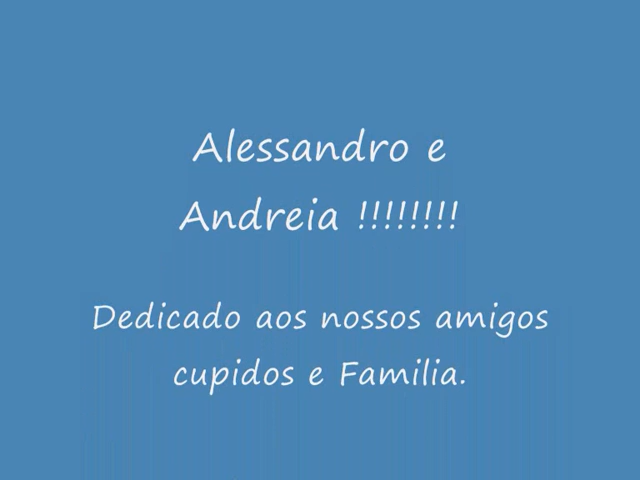 Alessandro e
Andreia !!!!!!!!
Dedicado aos nossos amigos
cupidos e Familia.